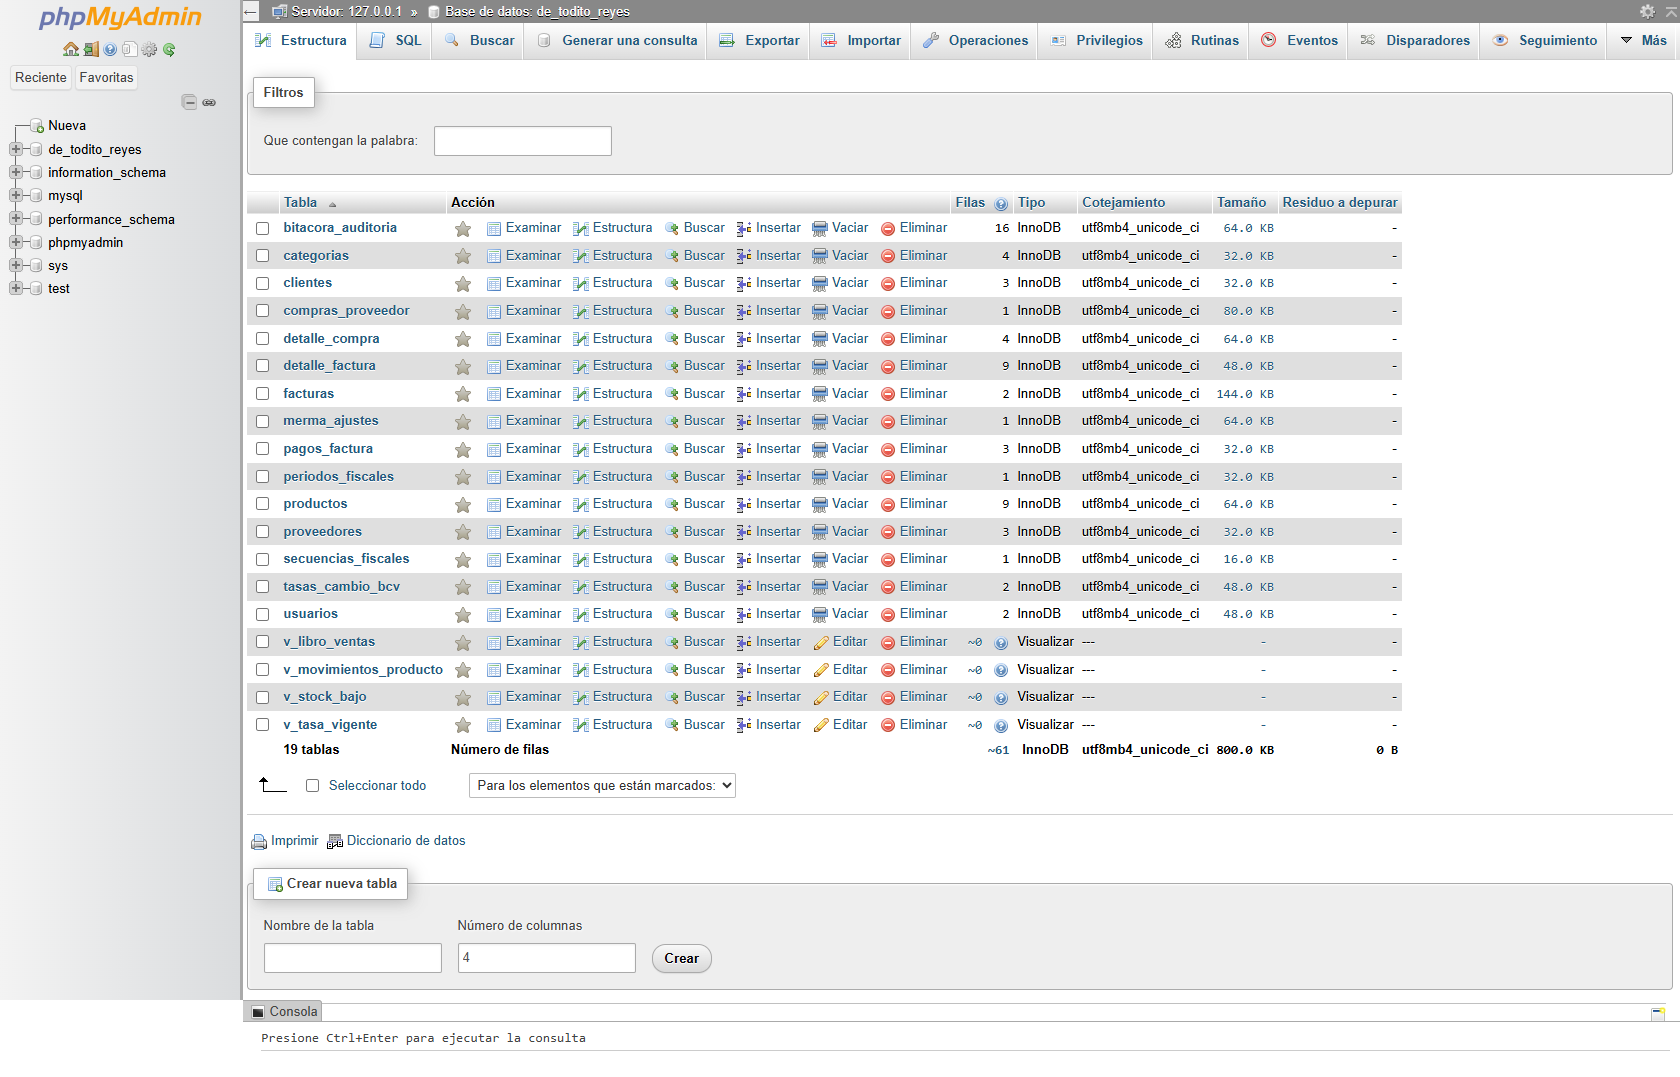 phpMyAdmin
Reciente Favoritas
Nueva
de_todito_reyes
information_schema
mysql
performance_schema
phpmyadmin
sys
test
Servidor: 127.0.0.1 » Base de datos: de_todito_reyes
Estructura SQL Buscar Generar una consulta Exportar Importar Operaciones Privilegios Rutinas Eventos Disparadores Seguimiento Más
Filtros
Que contengan la palabra:
Tabla Acción Filas Tipo Cotejamiento Tamaño Residuo a depurar
bitacora_auditoria Examinar Estructura Buscar Insertar Vaciar Eliminar 16 InnoDB utf8mb4_unicode_ci 64.0 KB -
categorias Examinar Estructura Buscar Insertar Vaciar Eliminar 4 InnoDB utf8mb4_unicode_ci 32.0 KB -
clientes Examinar Estructura Buscar Insertar Vaciar Eliminar 3 InnoDB utf8mb4_unicode_ci 32.0 KB -
compras_proveedor Examinar Estructura Buscar Insertar Vaciar Eliminar 1 InnoDB utf8mb4_unicode_ci 80.0 KB -
detalle_compra Examinar Estructura Buscar Insertar Vaciar Eliminar 4 InnoDB utf8mb4_unicode_ci 64.0 KB -
detalle_factura Examinar Estructura Buscar Insertar Vaciar Eliminar 9 InnoDB utf8mb4_unicode_ci 48.0 KB -
facturas Examinar Estructura Buscar Insertar Vaciar Eliminar 2 InnoDB utf8mb4_unicode_ci 144.0 KB -
merma_ajustes Examinar Estructura Buscar Insertar Vaciar Eliminar 1 InnoDB utf8mb4_unicode_ci 64.0 KB -
pagos_factura Examinar Estructura Buscar Insertar Vaciar Eliminar 3 InnoDB utf8mb4_unicode_ci 32.0 KB -
periodos_fiscales Examinar Estructura Buscar Insertar Vaciar Eliminar 1 InnoDB utf8mb4_unicode_ci 32.0 KB -
productos Examinar Estructura Buscar Insertar Vaciar Eliminar 9 InnoDB utf8mb4_unicode_ci 64.0 KB -
proveedores Examinar Estructura Buscar Insertar Vaciar Eliminar 3 InnoDB utf8mb4_unicode_ci 32.0 KB -
secuencias_fiscales Examinar Estructura Buscar Insertar Vaciar Eliminar 1 InnoDB utf8mb4_unicode_ci 16.0 KB -
tasas_cambio_bcv Examinar Estructura Buscar Insertar Vaciar Eliminar 2 InnoDB utf8mb4_unicode_ci 48.0 KB -
usuarios Examinar Estructura Buscar Insertar Vaciar Eliminar 2 InnoDB utf8mb4_unicode_ci 48.0 KB -
v_libro_ventas Examinar Estructura Buscar Insertar Editar Eliminar ~0 Visualizar --- - -
v_movimientos_producto Examinar Estructura Buscar Insertar Editar Eliminar ~0 Visualizar --- - -
v_stock_bajo Examinar Estructura Buscar Insertar Editar Eliminar ~0 Visualizar --- - -
v_tasa_vigente Examinar Estructura Buscar Insertar Editar Eliminar ~0 Visualizar --- - -
19 tablas Número de filas ~61 InnoDB utf8mb4_unicode_ci 800.0 KB 0 B
Seleccionar todo Para los elementos que están marcados:
Imprimir Diccionario de datos
Crear nueva tabla
Nombre de la tabla Número de columnas
4 Crear
Consola
Presione Ctrl+Enter para ejecutar la consulta